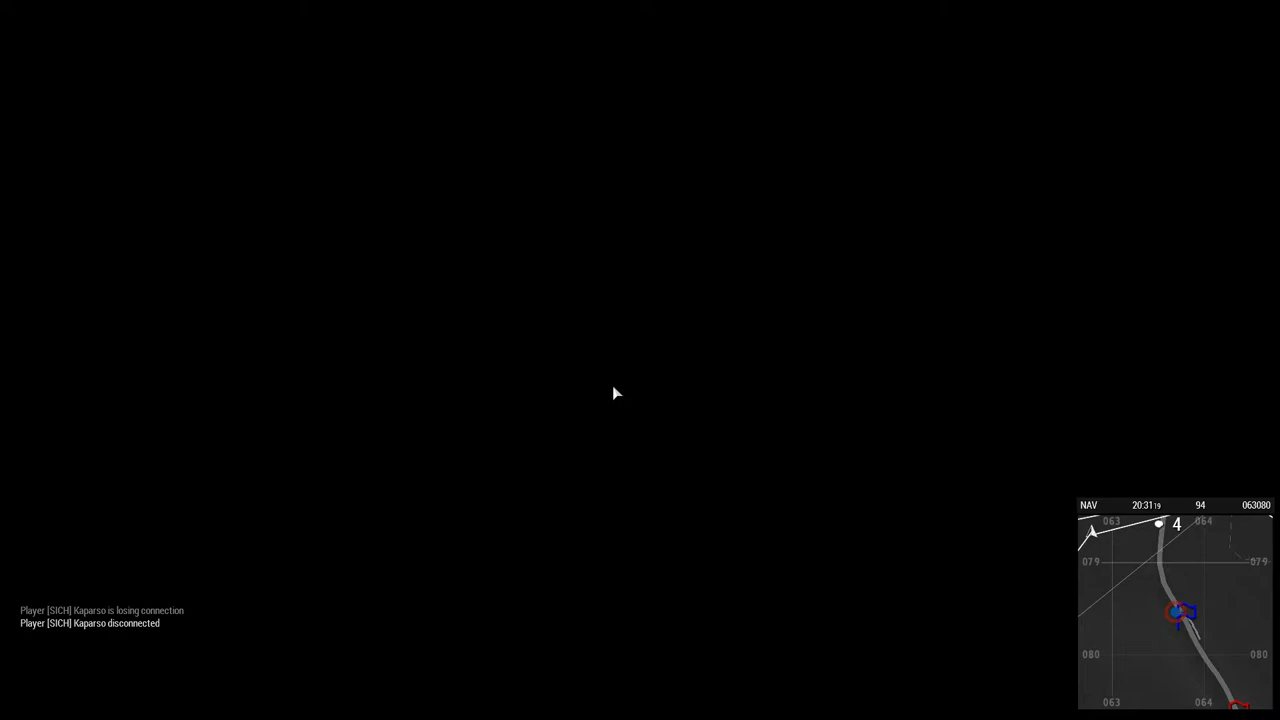 NAV 20:31 19 94 063080
063 064
4
079 079
080 080
063 064
Player [SICH] Kaparso is losing connection
Player [SICH] Kaparso disconnected